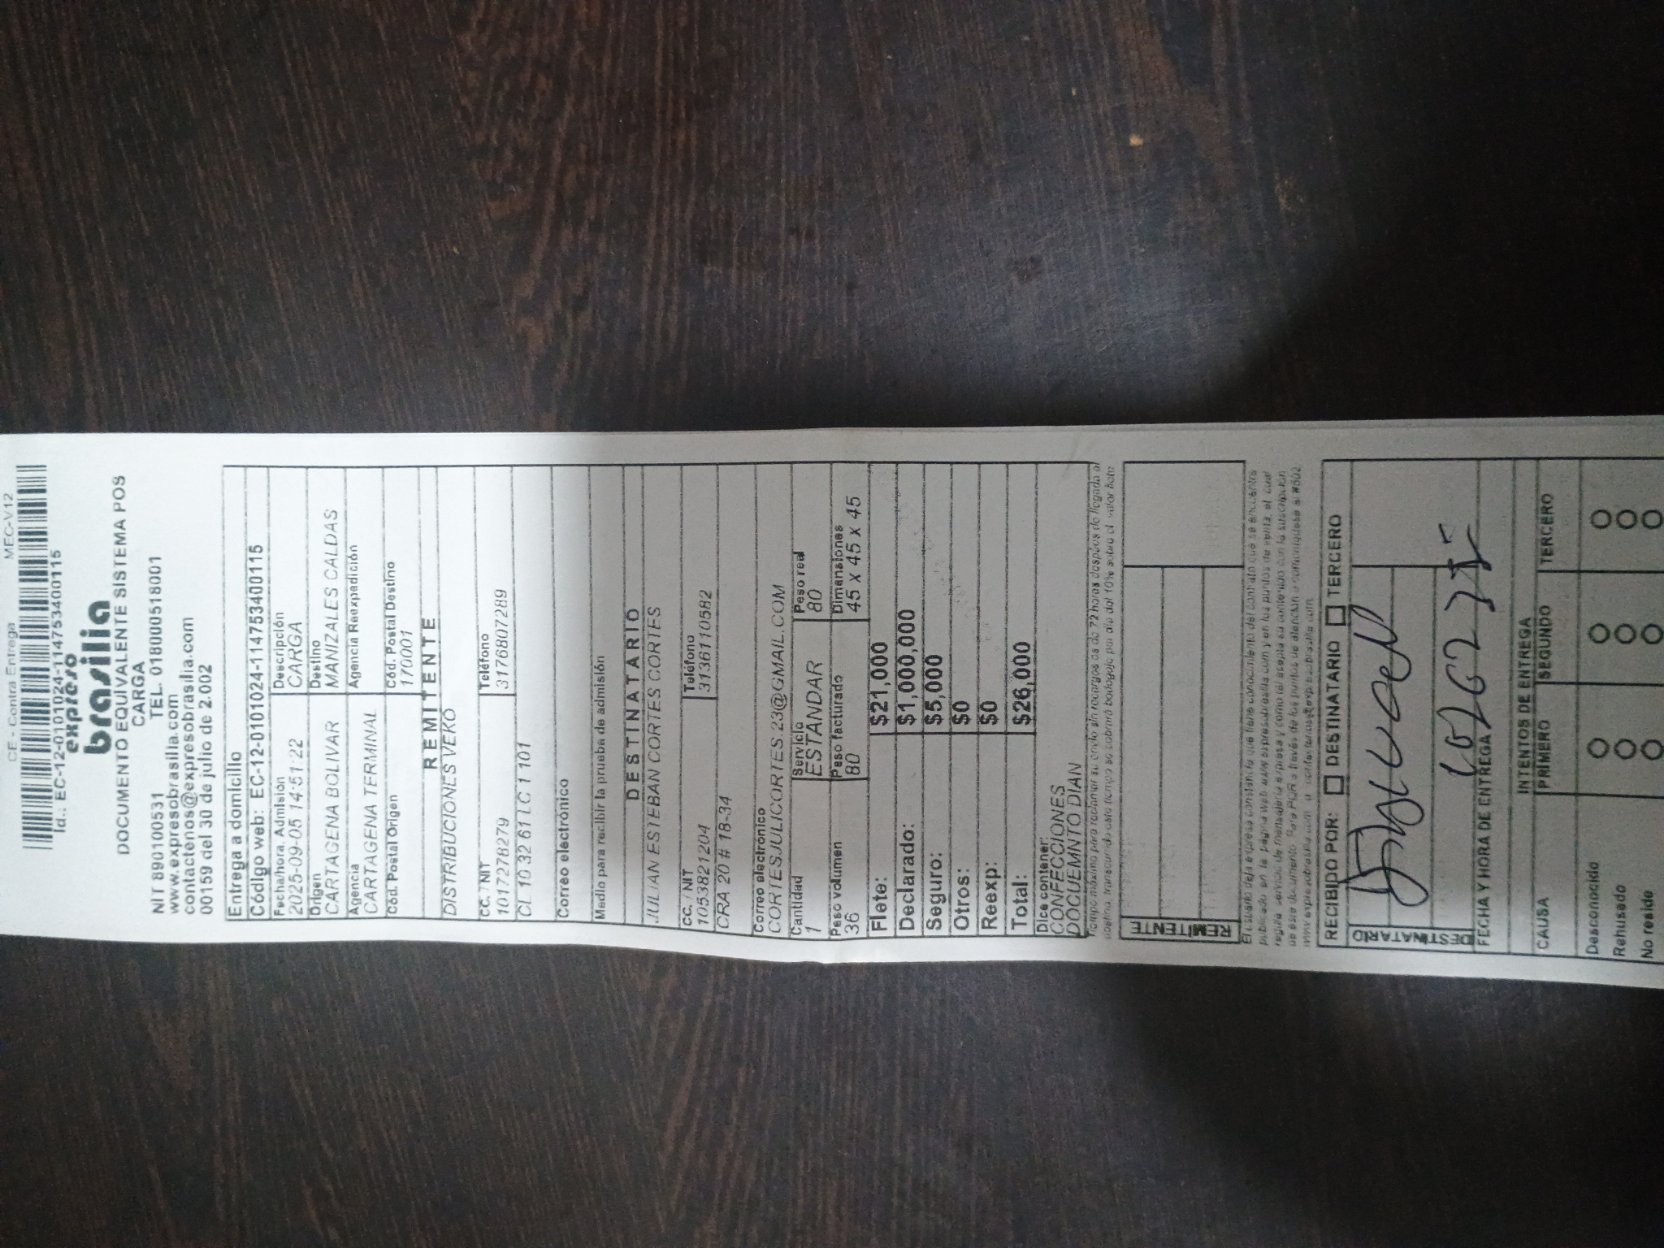 CE - Contra Entrega MEC-V12
Id.: EC-12-0101024-11475340011​5
expreso
brasilia
DOCUMENTO EQUIVALENTE SISTEMA POS
CARGA
NIT 890100531 TEL. 0180000518001
www.expresobrasilia.com
contactenos@expresobrasilia.com
00159 del 30 de julio de 2.002
Entrega a domicilio
Código web: EC-12-0101024-114753400115
Fecha/hora. Admisión Descripción
2025-09-05 14:51:22 CARGA
Origen Destino
CARTAGENA BOLIVAR MANIZALES CALDAS
Agencia Agencia Reexpedición
CARTAGENA TERMINAL
Cód. Postal Origen Cód. Postal Destino
170001
REMITENTE
DISTRIBUCIONES VEKO
CC. / NIT Teléfono
1017278279 3176807289
CL 10 32 61 LC 1 101
Correo electrónico
Medio para recibir la prueba de admisión
DESTINATARIO
JULIAN ESTEBAN CORTES CORTES
CC. / NIT Teléfono
1053821204 3136110582
CRA 20 # 18-34
Correo electrónico
CORTESJULICORTES.23@GMAIL.COM
Cantidad Servicio Peso real
1 ESTANDAR 80
Peso volumen Peso facturado Dimensiones
36 80 45 x 45 x 45
Flete: $21,000
Declarado: $1,000,000
Seguro: $5,000
Otros: $0
Reexp: $0
Total: $26,000
Dice contener:
CONFECCIONES
DOCUEMNTO DIAN
REMITENTE
RECIBIDO POR: DESTINATARIO TERCERO
DESTINATARIO
FECHA Y HORA DE ENTREGA
INTENTOS DE ENTREGA
CAUSA PRIMERO SEGUNDO TERCERO
Desconocido
Rehusado
No reside